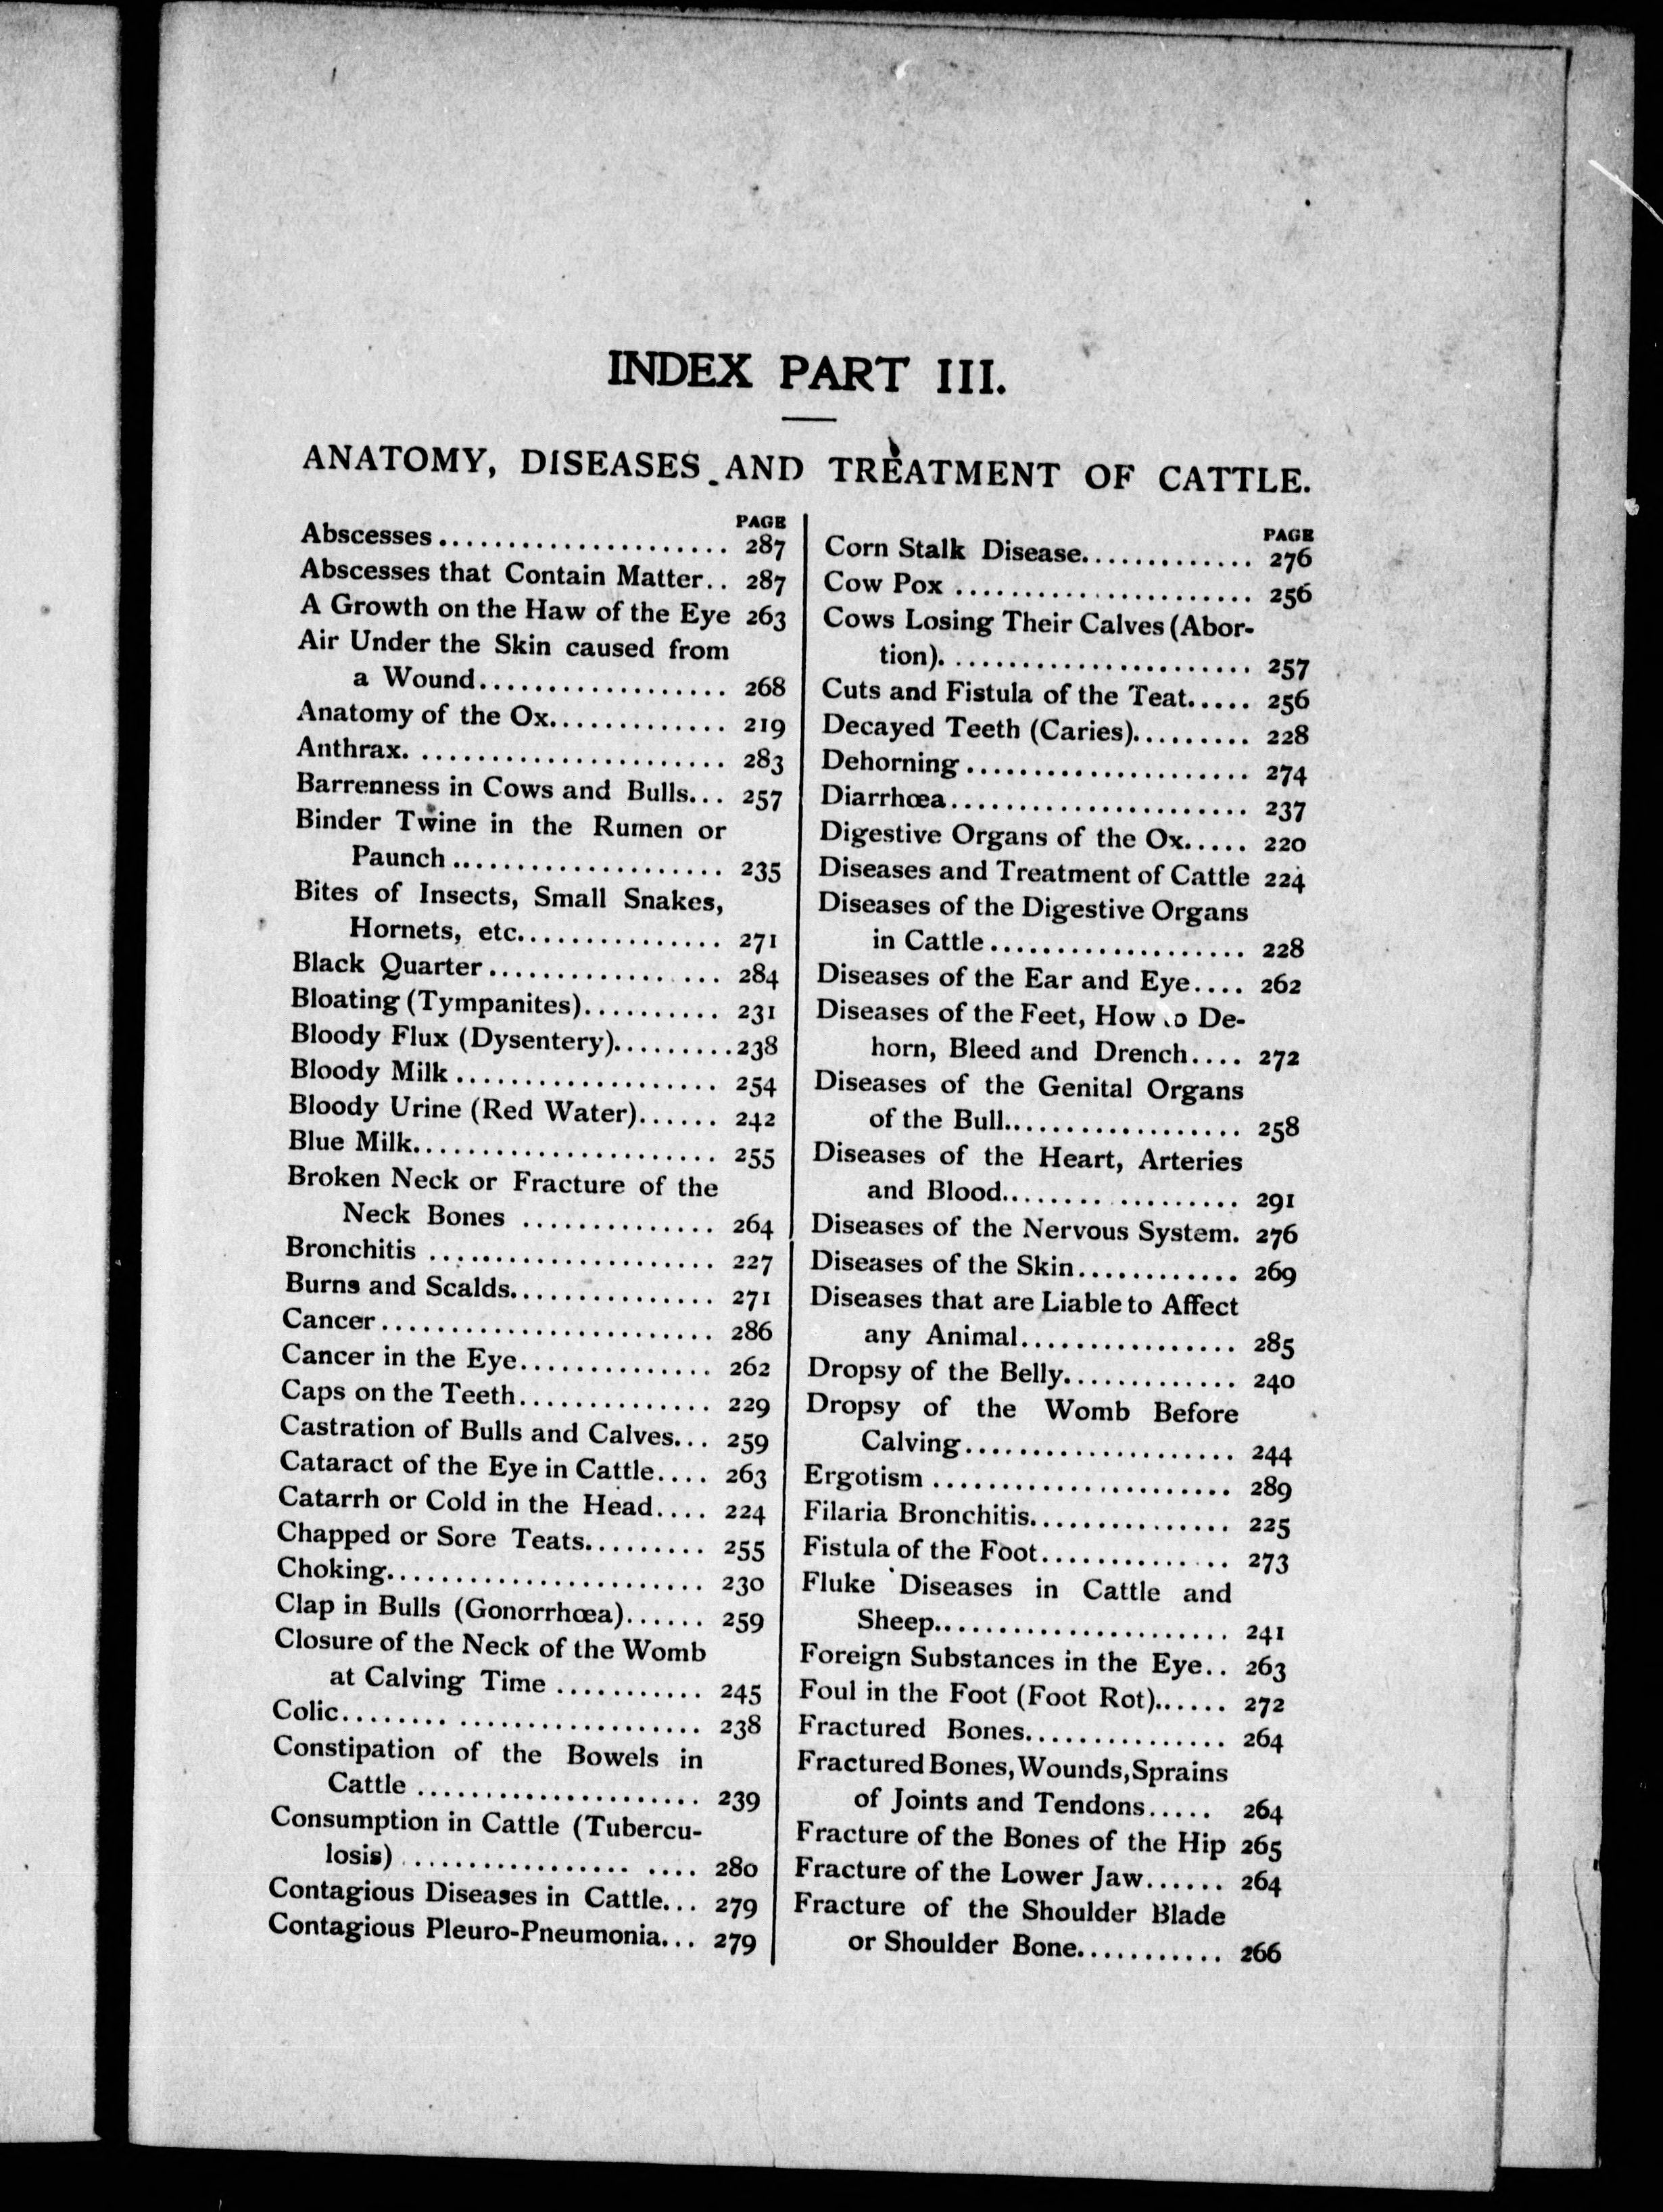 INDEX PART III.
ANATOMY, DISEASES AND TREATMENT OF CATTLE.
PAGE
Abscesses...................... 287
Abscesses that Contain Matter.. 287
A Growth on the Haw of the Eye 263
Air Under the Skin caused from
a Wound.................. 268
Anatomy of the Ox............. 219
Anthrax. ....................... 283
Barrenness in Cows and Bulls... 257
Binder Twine in the Rumen or
Paunch.................... 235
Bites of Insects, Small Snakes,
Hornets, etc............... 271
Black Quarter................. 284
Bloating (Tympanites).......... 231
Bloody Flux (Dysentery).........238
Bloody Milk ................... 254
Bloody Urine (Red Water)...... 242
Blue Milk...................... 255
Broken Neck or Fracture of the
Neck Bones .............. 264
Bronchitis ..................... 227
Burns and Scalds............... 271
Cancer........................ 286
Cancer in the Eye.............. 262
Caps on the Teeth.............. 229
Castration of Bulls and Calves... 259
Cataract of the Eye in Cattle.... 263
Catarrh or Cold in the Head.... 224
Chapped or Sore Teats......... 255
Choking....................... 230
Clap in Bulls (Gonorrhœa)...... 259
Closure of the Neck of the Womb
at Calving Time ........... 245
Colic........ .................. 238
Constipation of the Bowels in
Cattle ..................... 239
Consumption in Cattle (Tubercu-
losis) ................. .... 280
Contagious Diseases in Cattle... 279
Contagious Pleuro-Pneumonia... 279
PAGE
Corn Stalk Disease............. 276
Cow Pox ...................... 256
Cows Losing Their Calves (Abor-
tion). ...................... 257
Cuts and Fistula of the Teat..... 256
Decayed Teeth (Caries)......... 228
Dehorning ..................... 274
Diarrhœa...................... 237
Digestive Organs of the Ox..... 220
Diseases and Treatment of Cattle 224
Diseases of the Digestive Organs
in Cattle................... 228
Diseases of the Ear and Eye.... 262
Diseases of the Feet, How to De-
horn, Bleed and Drench.... 272
Diseases of the Genital Organs
of the Bull.................. 258
Diseases of the Heart, Arteries
and Blood........ ......... 291
Diseases of the Nervous System. 276
Diseases of the Skin............ 269
Diseases that are Liable to Affect
any Animal................ 285
Dropsy of the Belly............. 240
Dropsy of the Womb Before
Calving.................... 244
Ergotism ...................... 289
Filaria Bronchitis............... 225
Fistula of the Foot.............. 273
Fluke Diseases in Cattle and
Sheep...................... 241
Foreign Substances in the Eye.. 263
Foul in the Foot (Foot Rot)...... 272
Fractured Bones............... 264
Fractured Bones, Wounds, Sprains
of Joints and Tendons..... 264
Fracture of the Bones of the Hip 265
Fracture of the Lower Jaw...... 264
Fracture of the Shoulder Blade
or Shoulder Bone........... 266